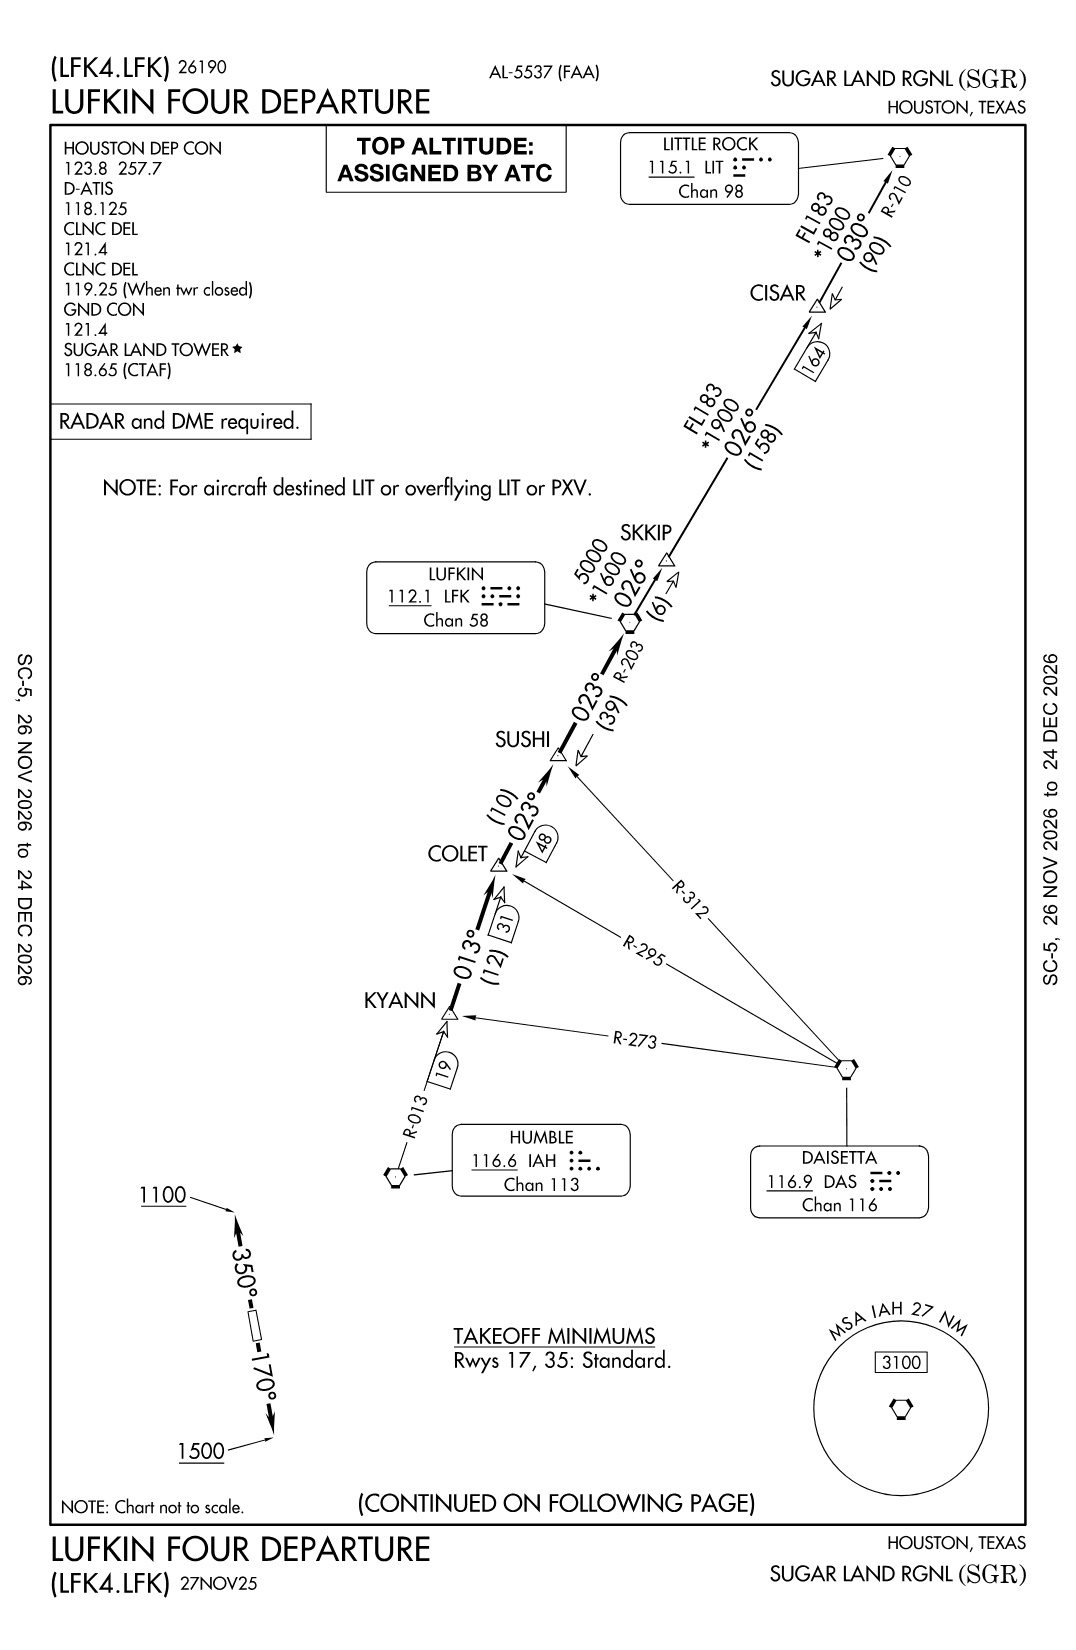 (LFK4.LFK) 26190
AL-5537 (FAA)
SUGAR LAND RGNL (SGR)
LUFKIN FOUR DEPARTURE
HOUSTON, TEXAS
HOUSTON DEP CON
123.8 257.7
D-ATIS
118.125
CLNC DEL
121.4
CLNC DEL
119.25 (When twr closed)
GND CON
121.4
SUGAR LAND TOWER★
118.65 (CTAF)
TOP ALTITUDE:
ASSIGNED BY ATC
LITTLE ROCK
115.1 LIT
Chan 98
R-210
FL183
*1800
030°
(90)
CISAR
164
RADAR and DME required.
FL183
*1900
026°
(158)
NOTE: For aircraft destined LIT or overflying LIT or PXV.
SKKIP
5000
*1600
026°
(6)
LUFKIN
112.1 LFK
Chan 58
R-203
023°
(39)
SUSHI
(10)
023°
48
COLET
R-312
R-295
31
013°
(12)
KYANN
R-273
19
R-013
HUMBLE
116.6 IAH
Chan 113
DAISETTA
116.9 DAS
Chan 116
1100
350°
170°
1500
TAKEOFF MINIMUMS
Rwys 17, 35: Standard.
MSA IAH 27 NM
3100
NOTE: Chart not to scale.
(CONTINUED ON FOLLOWING PAGE)
LUFKIN FOUR DEPARTURE
HOUSTON, TEXAS
(LFK4.LFK) 27NOV25
SUGAR LAND RGNL (SGR)
SC-5, 26 NOV 2026 to 24 DEC 2026
SC-5, 26 NOV 2026 to 24 DEC 2026